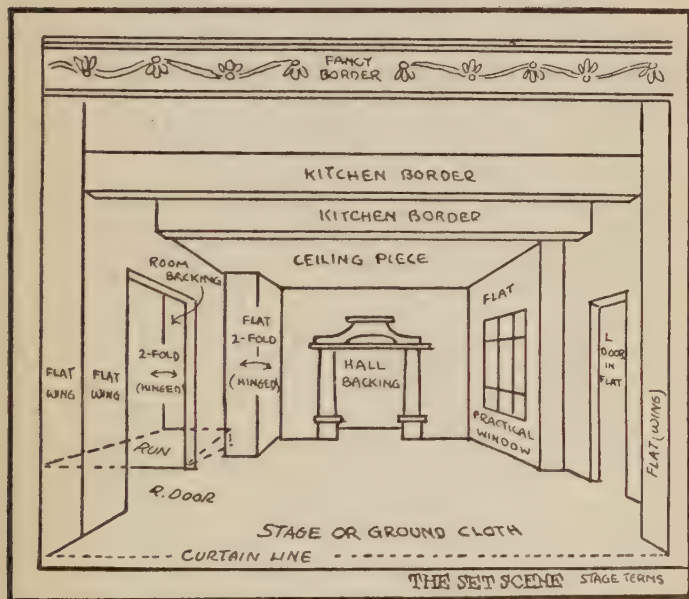 FANCY
BORDER
KITCHEN BORDER
KITCHEN BORDER
CEILING PIECE
ROOM
BACKING
FLAT
WING
FLAT
WING
2-FOLD
(HINGED)
FLAT
2-FOLD
(HINGED)
HALL
BACKING
FLAT
PRACTICAL
WINDOW
L
DOOR
IN
FLAT
FLAT (WING)
RUN
R. DOOR
STAGE OR GROUND CLOTH
CURTAIN LINE
THE SET SCENE STAGE TERMS